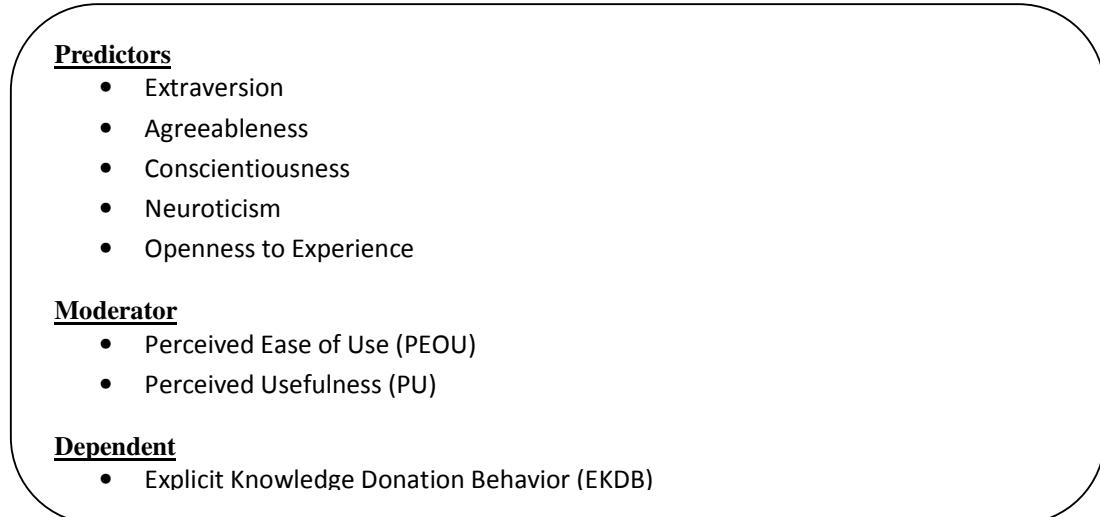 Predictors
• Extraversion
• Agreeableness
• Conscientiousness
• Neuroticism
• Openness to Experience
Moderator
• Perceived Ease of Use (PEOU)
• Perceived Usefulness (PU)
Dependent
• Explicit Knowledge Donation Behavior (EKDB)